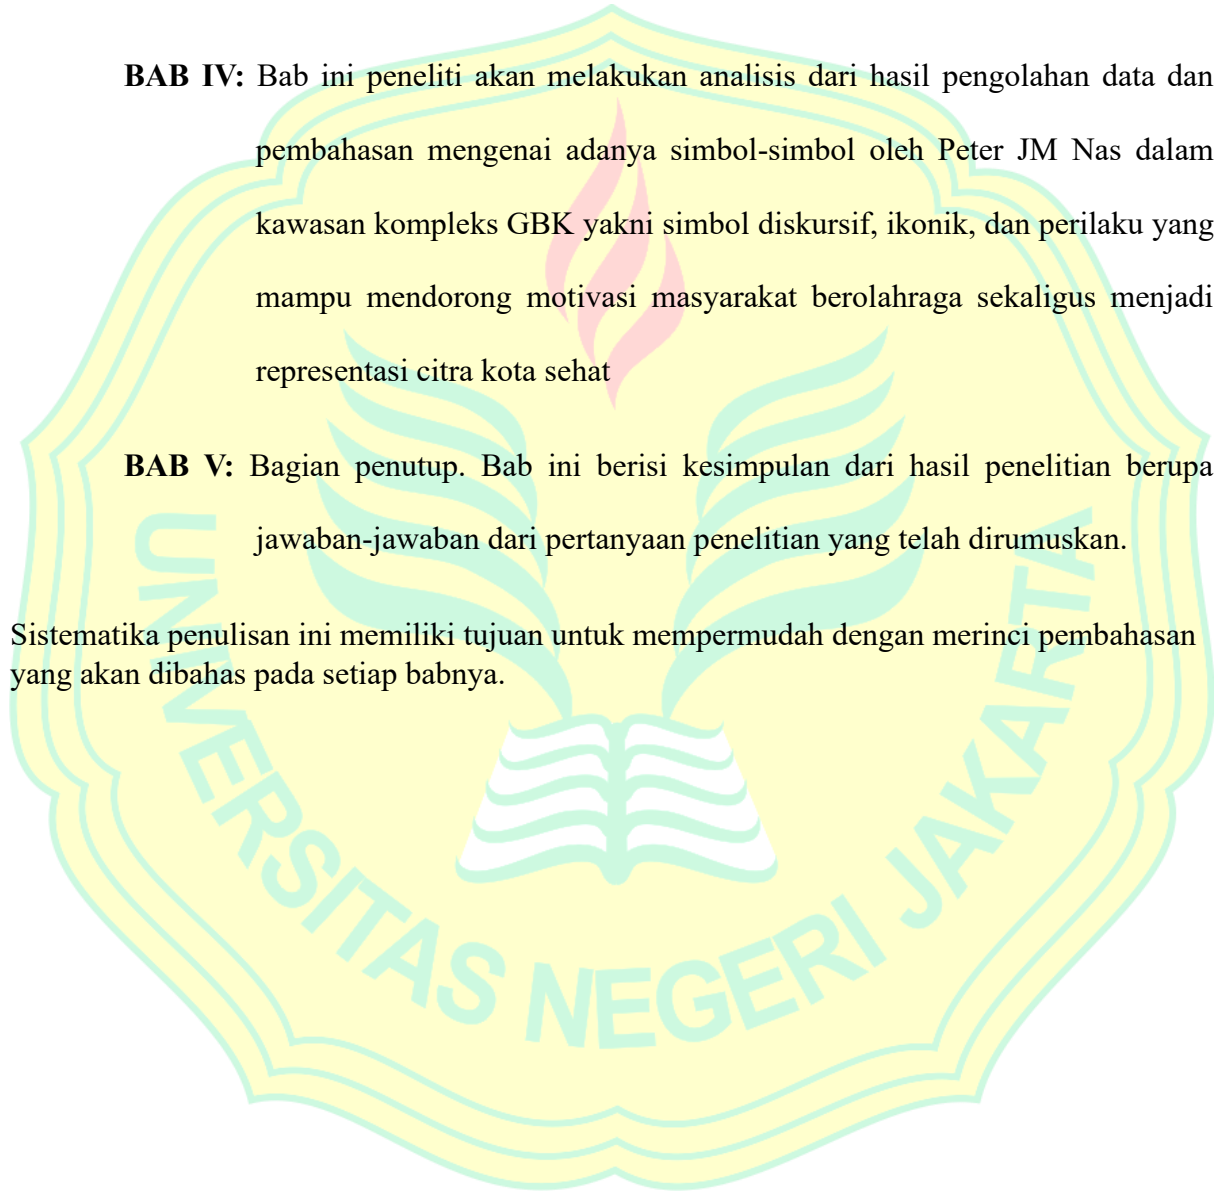 BAB IV: Bab ini peneliti akan melakukan analisis dari hasil pengolahan data dan
pembahasan mengenai adanya simbol-simbol oleh Peter JM Nas dalam
kawasan kompleks GBK yakni simbol diskursif, ikonik, dan perilaku yang
mampu mendorong motivasi masyarakat berolahraga sekaligus menjadi
representasi citra kota sehat
BAB V: Bagian penutup. Bab ini berisi kesimpulan dari hasil penelitian berupa
jawaban-jawaban dari pertanyaan penelitian yang telah dirumuskan.
Sistematika penulisan ini memiliki tujuan untuk mempermudah dengan merinci pembahasan
yang akan dibahas pada setiap babnya.
UNIVERSITAS NEGERI JAKARTA